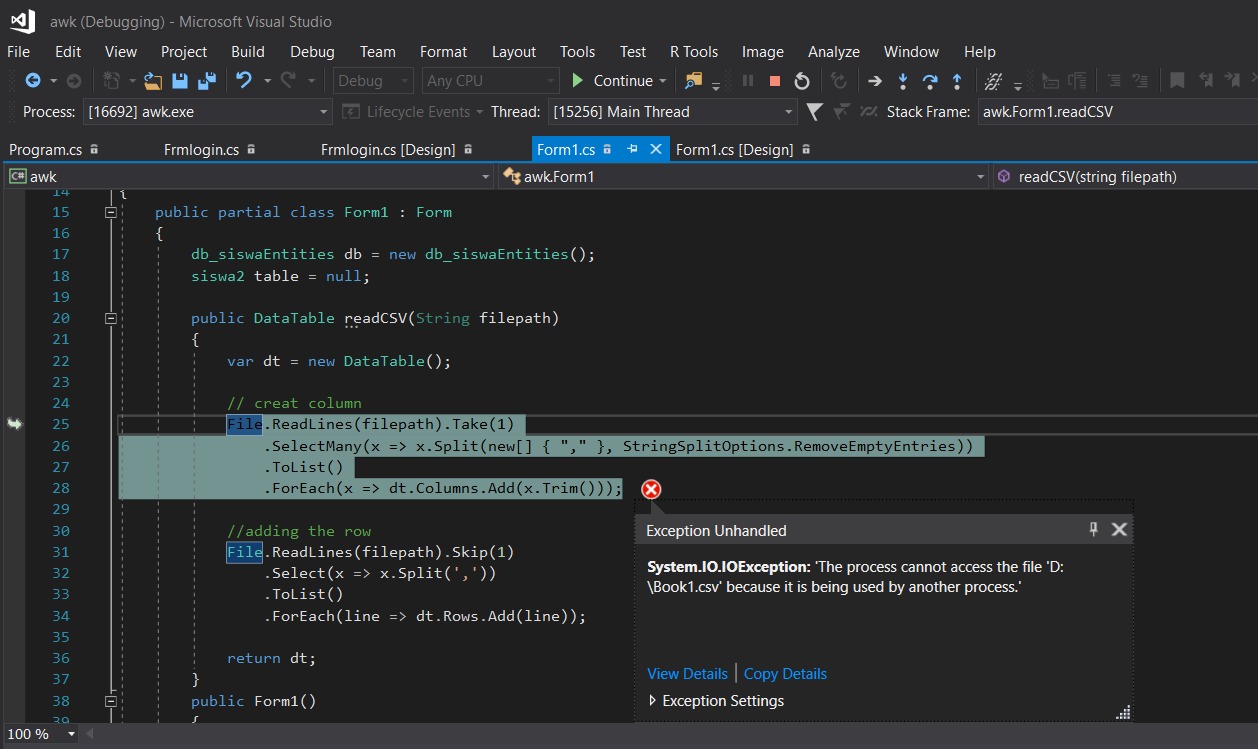 awk (Debugging) - Microsoft Visual Studio
File Edit View Project Build Debug Team Format Layout Tools Test R Tools Image Analyze Window Help
Debug Any CPU Continue
Process: [16692] awk.exe Lifecycle Events Thread: [15256] Main Thread Stack Frame: awk.Form1.readCSV
Program.cs Frmlogin.cs Frmlogin.cs [Design] Form1.cs Form1.cs [Design]
C# awk awk.Form1 readCSV(string filepath)
14 {
15 public partial class Form1 : Form
16 {
17 db_siswaEntities db = new db_siswaEntities();
18 siswa2 table = null;
19
20 public DataTable readCSV(String filepath)
21 {
22 var dt = new DataTable();
23
24 // creat column
25 File.ReadLines(filepath).Take(1)
26 .SelectMany(x => x.Split(new[] { "," }, StringSplitOptions.RemoveEmptyEntries))
27 .ToList()
28 .ForEach(x => dt.Columns.Add(x.Trim()));
29
30 //adding the row
31 File.ReadLines(filepath).Skip(1)
32 .Select(x => x.Split(','))
33 .ToList()
34 .ForEach(line => dt.Rows.Add(line));
35
36 return dt;
37 }
38 public Form1()
39 {
Exception Unhandled
System.IO.IOException: 'The process cannot access the file 'D:
\Book1.csv' because it is being used by another process.'
View Details | Copy Details
Exception Settings
100 %